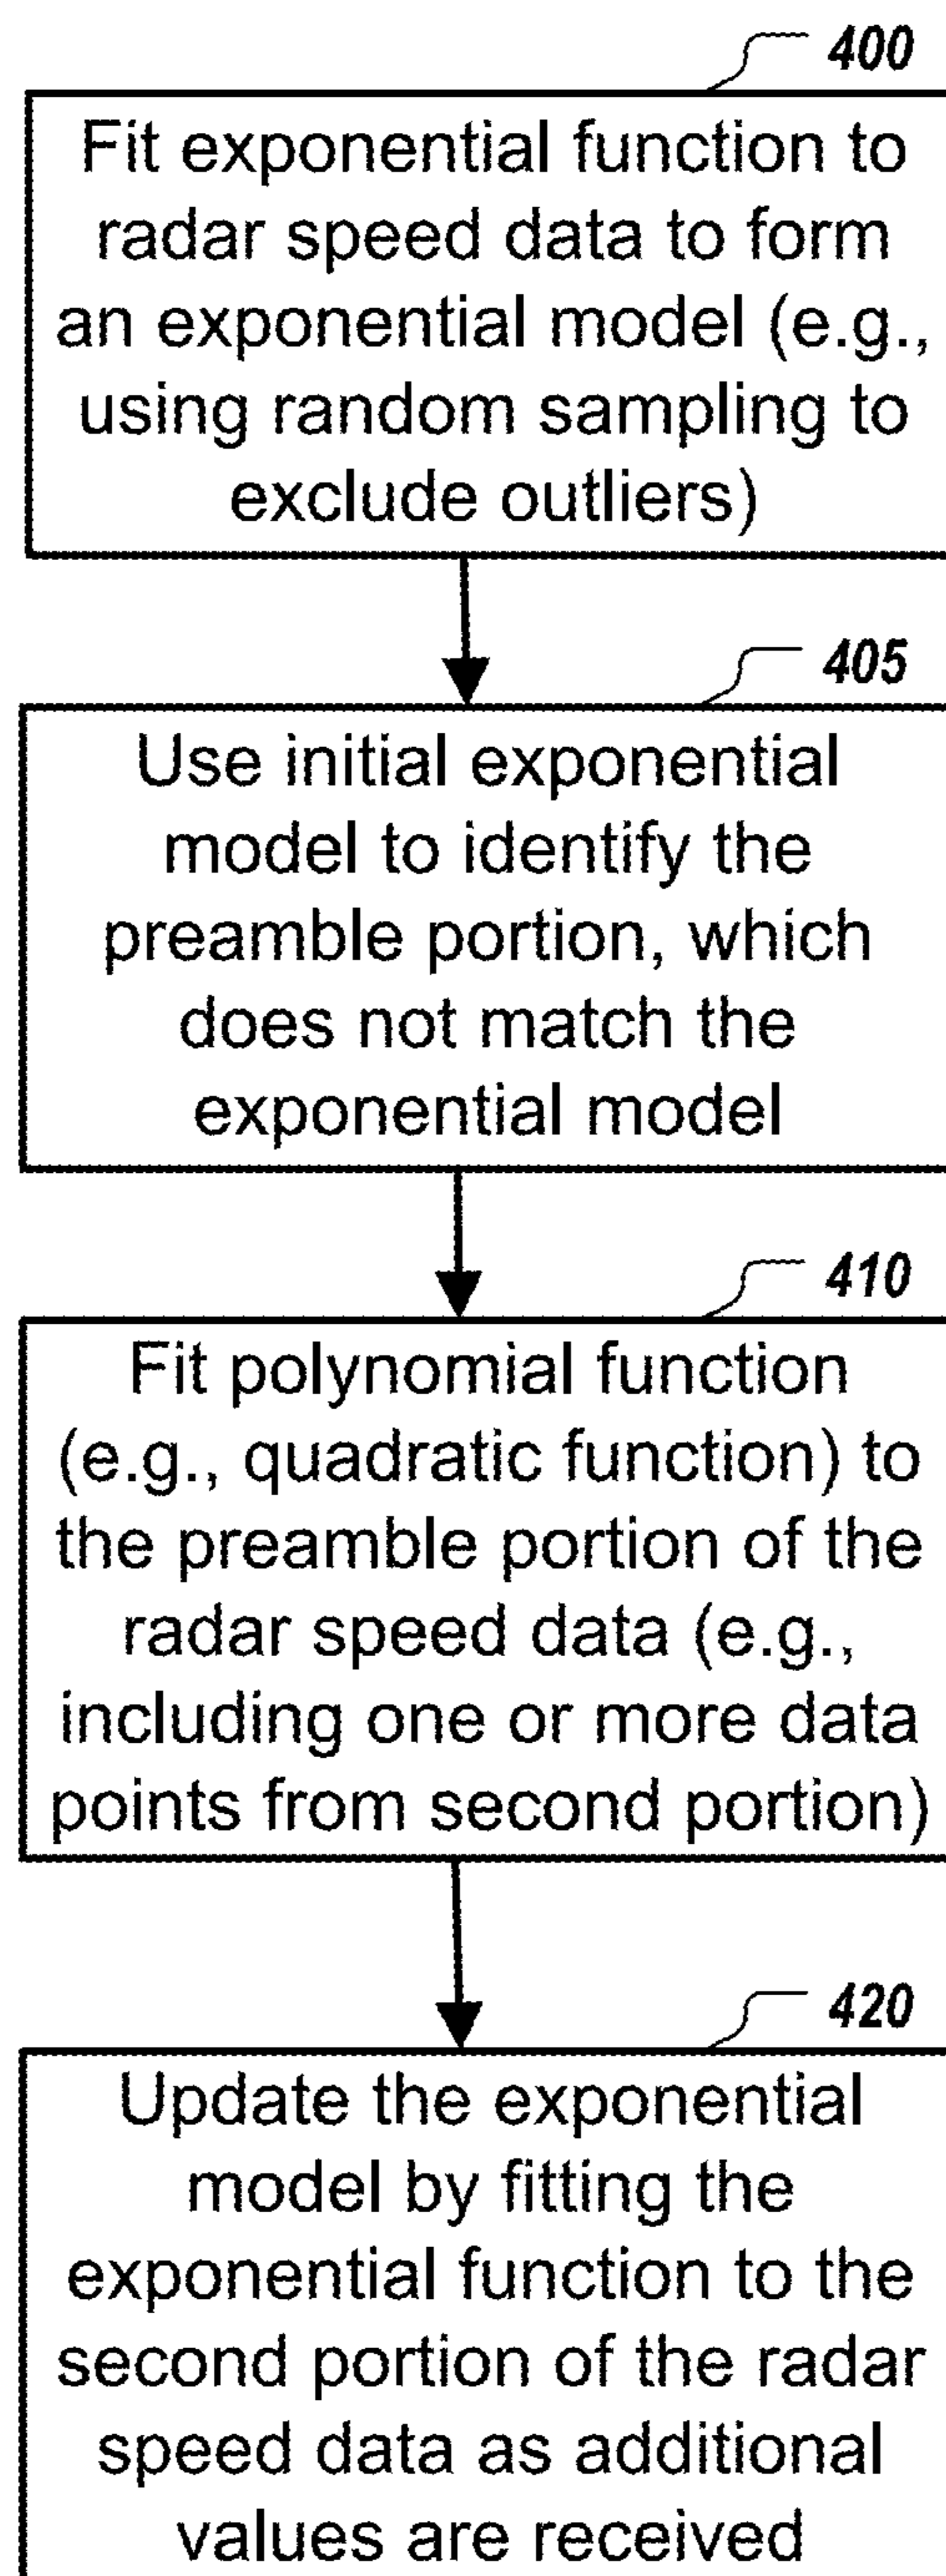 400
Fit exponential function to
radar speed data to form
an exponential model (e.g.,
using random sampling to
exclude outliers)
405
Use initial exponential
model to identify the
preamble portion, which
does not match the
exponential model
410
Fit polynomial function
(e.g., quadratic function) to
the preamble portion of the
radar speed data (e.g.,
including one or more data
points from second portion)
420
Update the exponential
model by fitting the
exponential function to the
second portion of the radar
speed data as additional
values are received